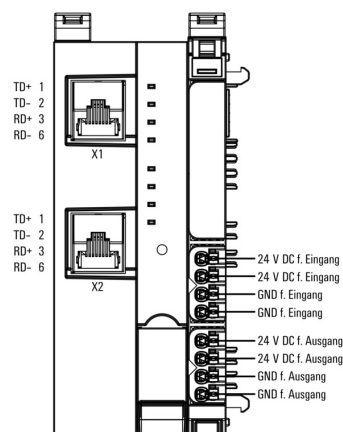 TD+ 1
TD- 2
RD+ 3
RD- 6
X1
TD+ 1
TD- 2
RD+ 3
RD- 6
X2
24 V DC f. Eingang
24 V DC f. Eingang
GND f. Eingang
GND f. Eingang
24 V DC f. Ausgang
24 V DC f. Ausgang
GND f. Ausgang
GND f. Ausgang